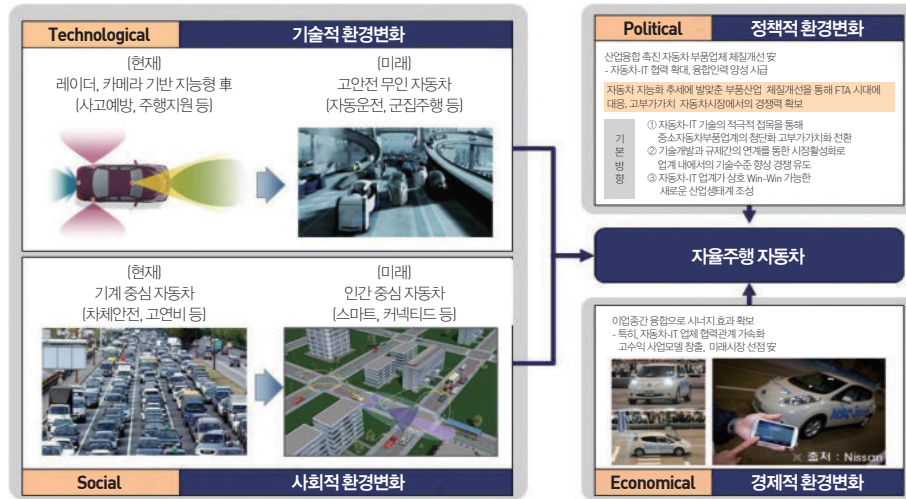 Technological 기술적 환경변화
(현재)
레이더, 카메라 기반 지능형 車
(사고예방, 주행지원 등)
(미래)
고안전 무인 자동차
(자동운전, 군집주행 등)
(현재)
기계 중심 자동차
(차체안전, 고연비 등)
(미래)
인간 중심 자동차
(스마트, 커넥티드 등)
Social 사회적 환경변화
Political 정책적 환경변화
산업융합 촉진 자동차 부품업체 체질개선 安
- 자동차-IT 협력 확대, 융합인력 양성 시급
자동차 지능화 추세에 발맞춘 부품산업 체질개선을 통해 FTA 시대에
대응, 고부가가치 자동차시장에서의 경쟁력 확보
기본방향
① 자동차-IT 기술의 적극적 접목을 통해
중소자동차부품업계의 첨단화 고부가가치화 전환
② 기술개발과 규제간의 연계를 통한 시장활성화로
업계 내에서의 기술수준 향상 경쟁 유도
③ 자동차-IT 업계가 상호 Win-Win 가능한
새로운 산업생태계 조성
자율주행 자동차
이업종간 융합으로 시너지 효과 확보
- 특히, 자동차-IT 업체 협력관계 가속화
고수익 사업모델 창출, 미래시장 선점 安
※ 출처 : Nissan
Economical 경제적 환경변화